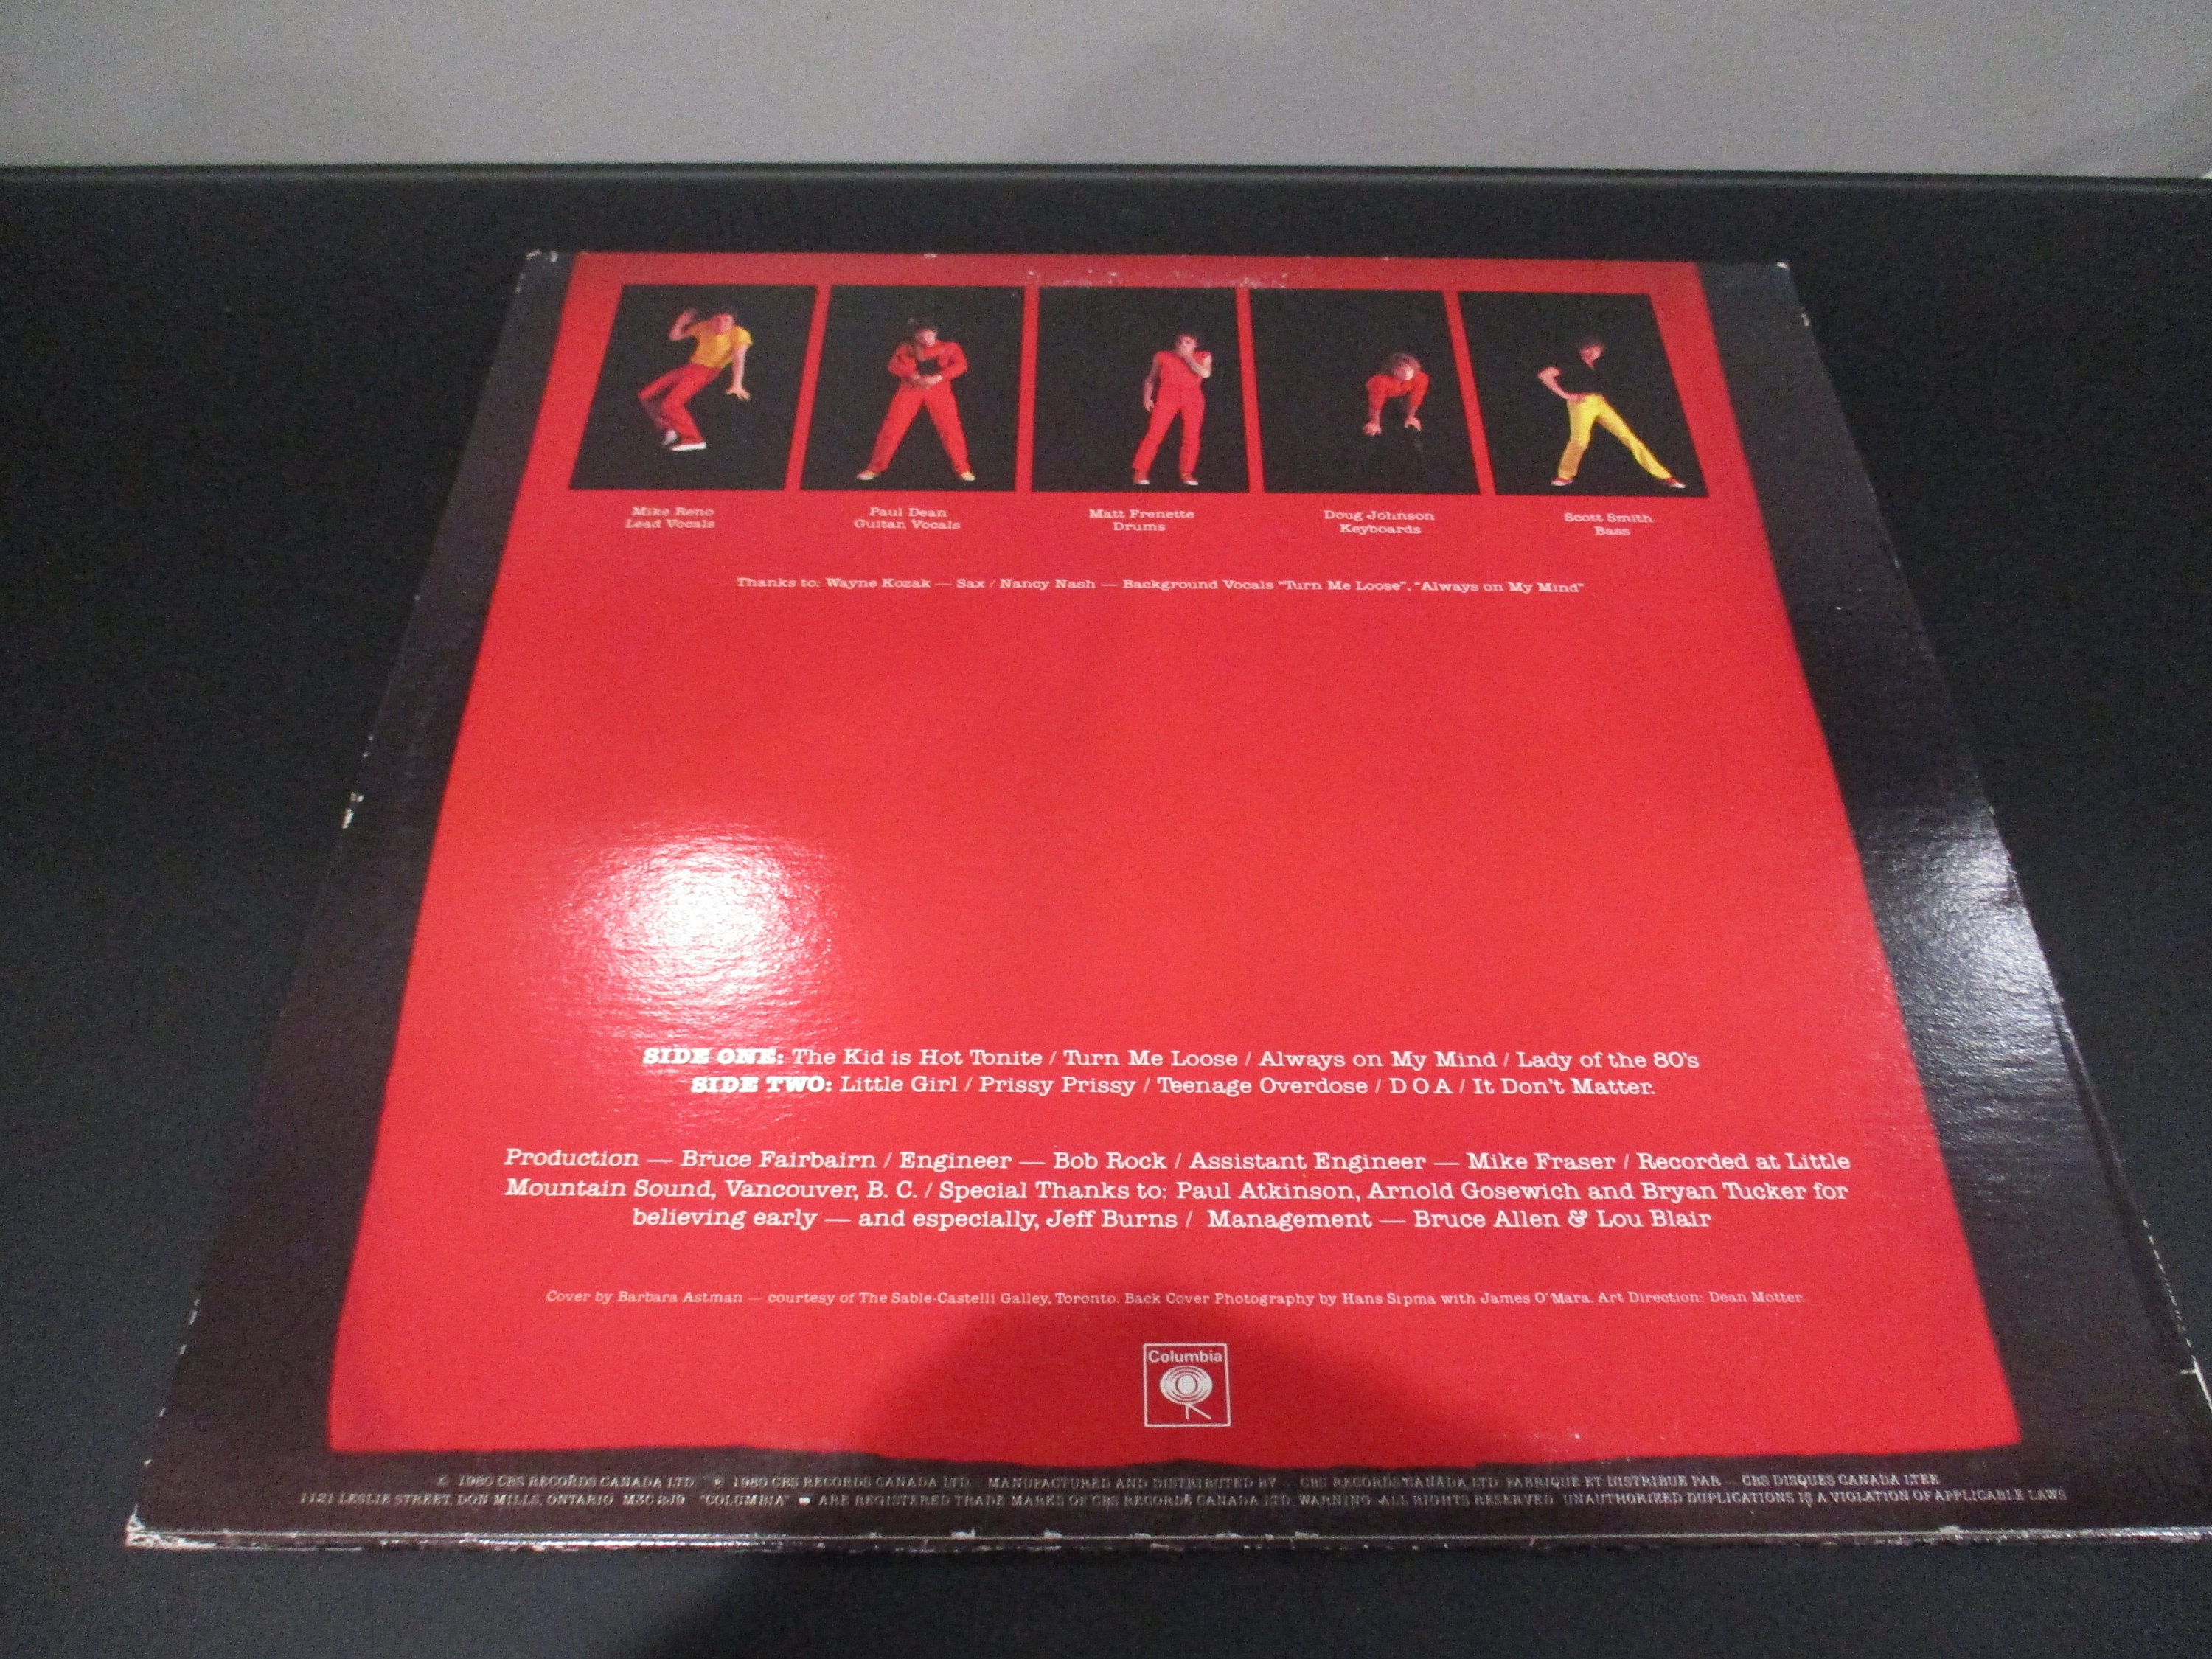 Mike Reno
Lead Vocals
Paul Dean
Guitar, Vocals
Matt Frenette
Drums
Doug Johnson
Keyboards
Scott Smith
Bass
Thanks to: Wayne Kozak — Sax / Nancy Nash — Background Vocals "Turn Me Loose", "Always on My Mind"
SIDE ONE: The Kid is Hot Tonite / Turn Me Loose / Always on My Mind / Lady of the 80's
SIDE TWO: Little Girl / Prissy Prissy / Teenage Overdose / D O A / It Don't Matter.
Production — Bruce Fairbairn / Engineer — Bob Rock / Assistant Engineer — Mike Fraser / Recorded at Little
Mountain Sound, Vancouver, B. C. / Special Thanks to: Paul Atkinson, Arnold Gosewich and Bryan Tucker for
believing early — and especially, Jeff Burns / Management — Bruce Allen & Lou Blair
Cover by Barbara Astman — courtesy of The Sable-Castelli Galley, Toronto. Back Cover Photography by Hans Sipma with James O'Mara. Art Direction: Dean Motter.
Columbia
© 1980 CBS RECORDS CANADA LTD ℗ 1980 CBS RECORDS CANADA LTD. MANUFACTURED AND DISTRIBUTED BY CBS RECORDS CANADA LTD. FABRIQUE ET DISTRIBUE PAR CBS DISQUES CANADA LTEE
1121 LESLIE STREET, DON MILLS, ONTARIO M3C 2J9 "COLUMBIA" ARE REGISTERED TRADE MARKS OF CBS RECORDS CANADA LTD. WARNING ALL RIGHTS RESERVED UNAUTHORIZED DUPLICATIONS IS A VIOLATION OF APPLICABLE LAWS